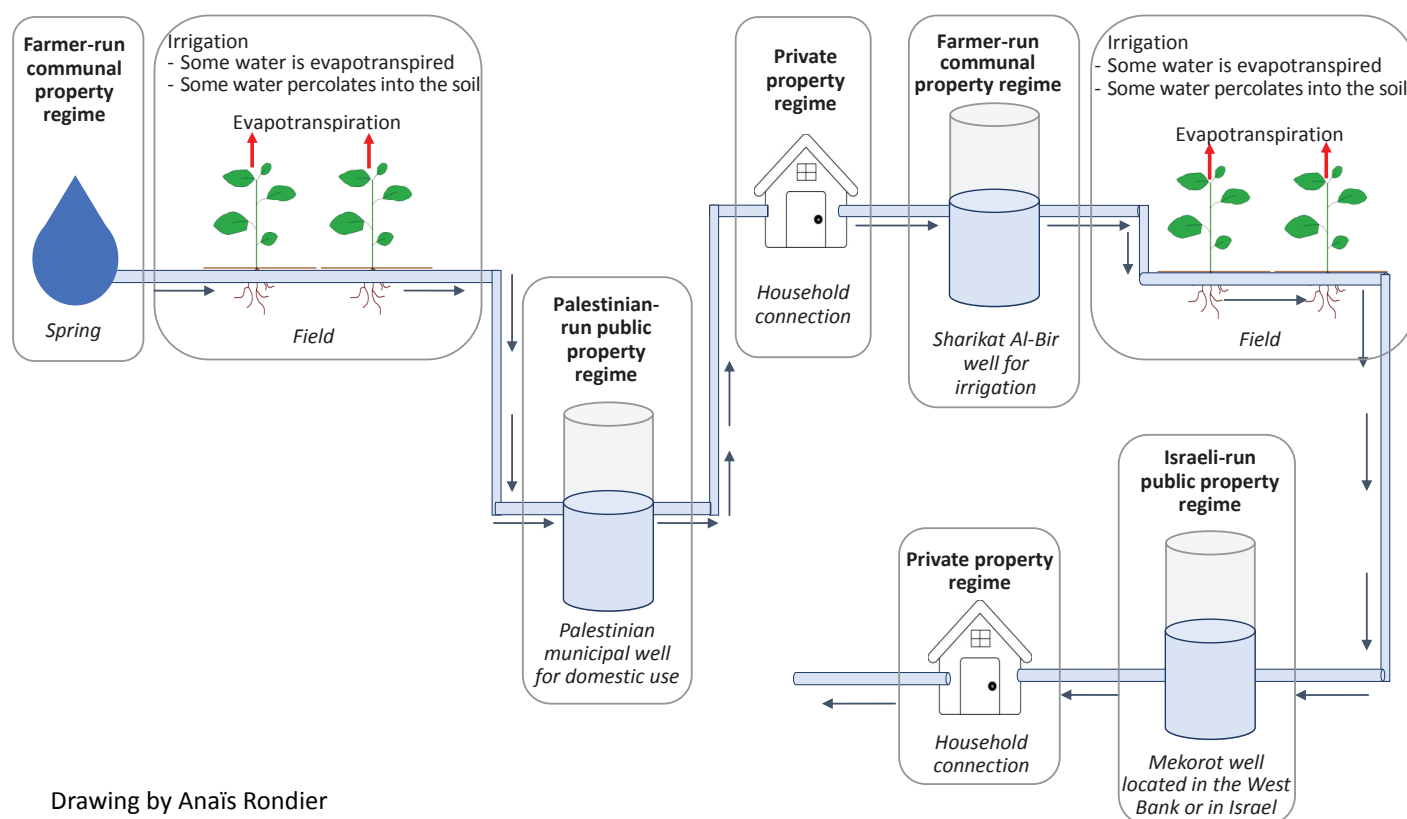 Farmer-run
communal
property
regime
Spring
Irrigation
- Some water is evapotranspired
- Some water percolates into the soil
Evapotranspiration
Field
Palestinian-
run public
property
regime
Palestinian
municipal well
for domestic use
Private
property
regime
Household
connection
Farmer-run
communal
property regime
Sharikat Al-Bir
well for
irrigation
Irrigation
- Some water is evapotranspired
- Some water percolates into the soil
Evapotranspiration
Field
Israeli-run
public property
regime
Mekorot well
located in the West
Bank or in Israel
Private property
regime
Household
connection
Drawing by Anaïs Rondier